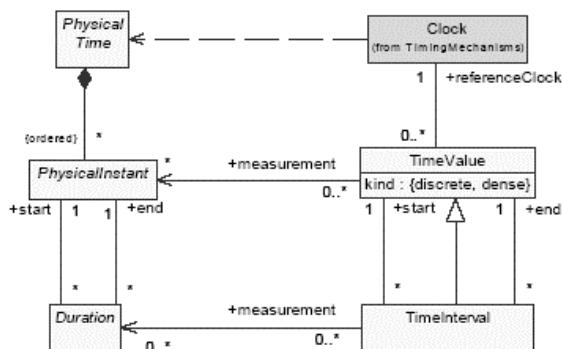 Physical
Time
Clock
(from TimingMechanisms)
1
+referenceClock
{ordered}
*
0..*
PhysicalInstant
*
+measurement
0..*
TimeValue
kind : {discrete, dense}
+start
1
1
+end
1
+start
1
+end
*
*
*
*
Duration
+measurement
0..*
0..*
TimeInterval